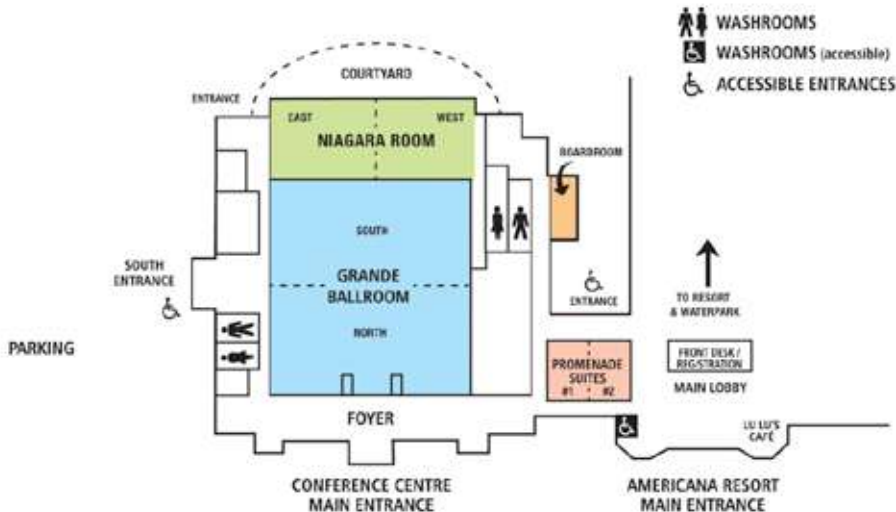 WASHROOMS
WASHROOMS (accessible)
ACCESSIBLE ENTRANCES
COURTYARD
ENTRANCE
EAST
WEST
NIAGARA ROOM
BOARDROOM
SOUTH
GRANDE
BALLROOM
NORTH
SOUTH
ENTRANCE
PARKING
ENTRANCE
TO RESORT
& WATERPARK
PROMENADE
SUITES
#1 #2
FRONT DESK /
REGISTRATION
MAIN LOBBY
FOYER
LU LU'S
CAFÉ
CONFERENCE CENTRE
MAIN ENTRANCE
AMERICANA RESORT
MAIN ENTRANCE